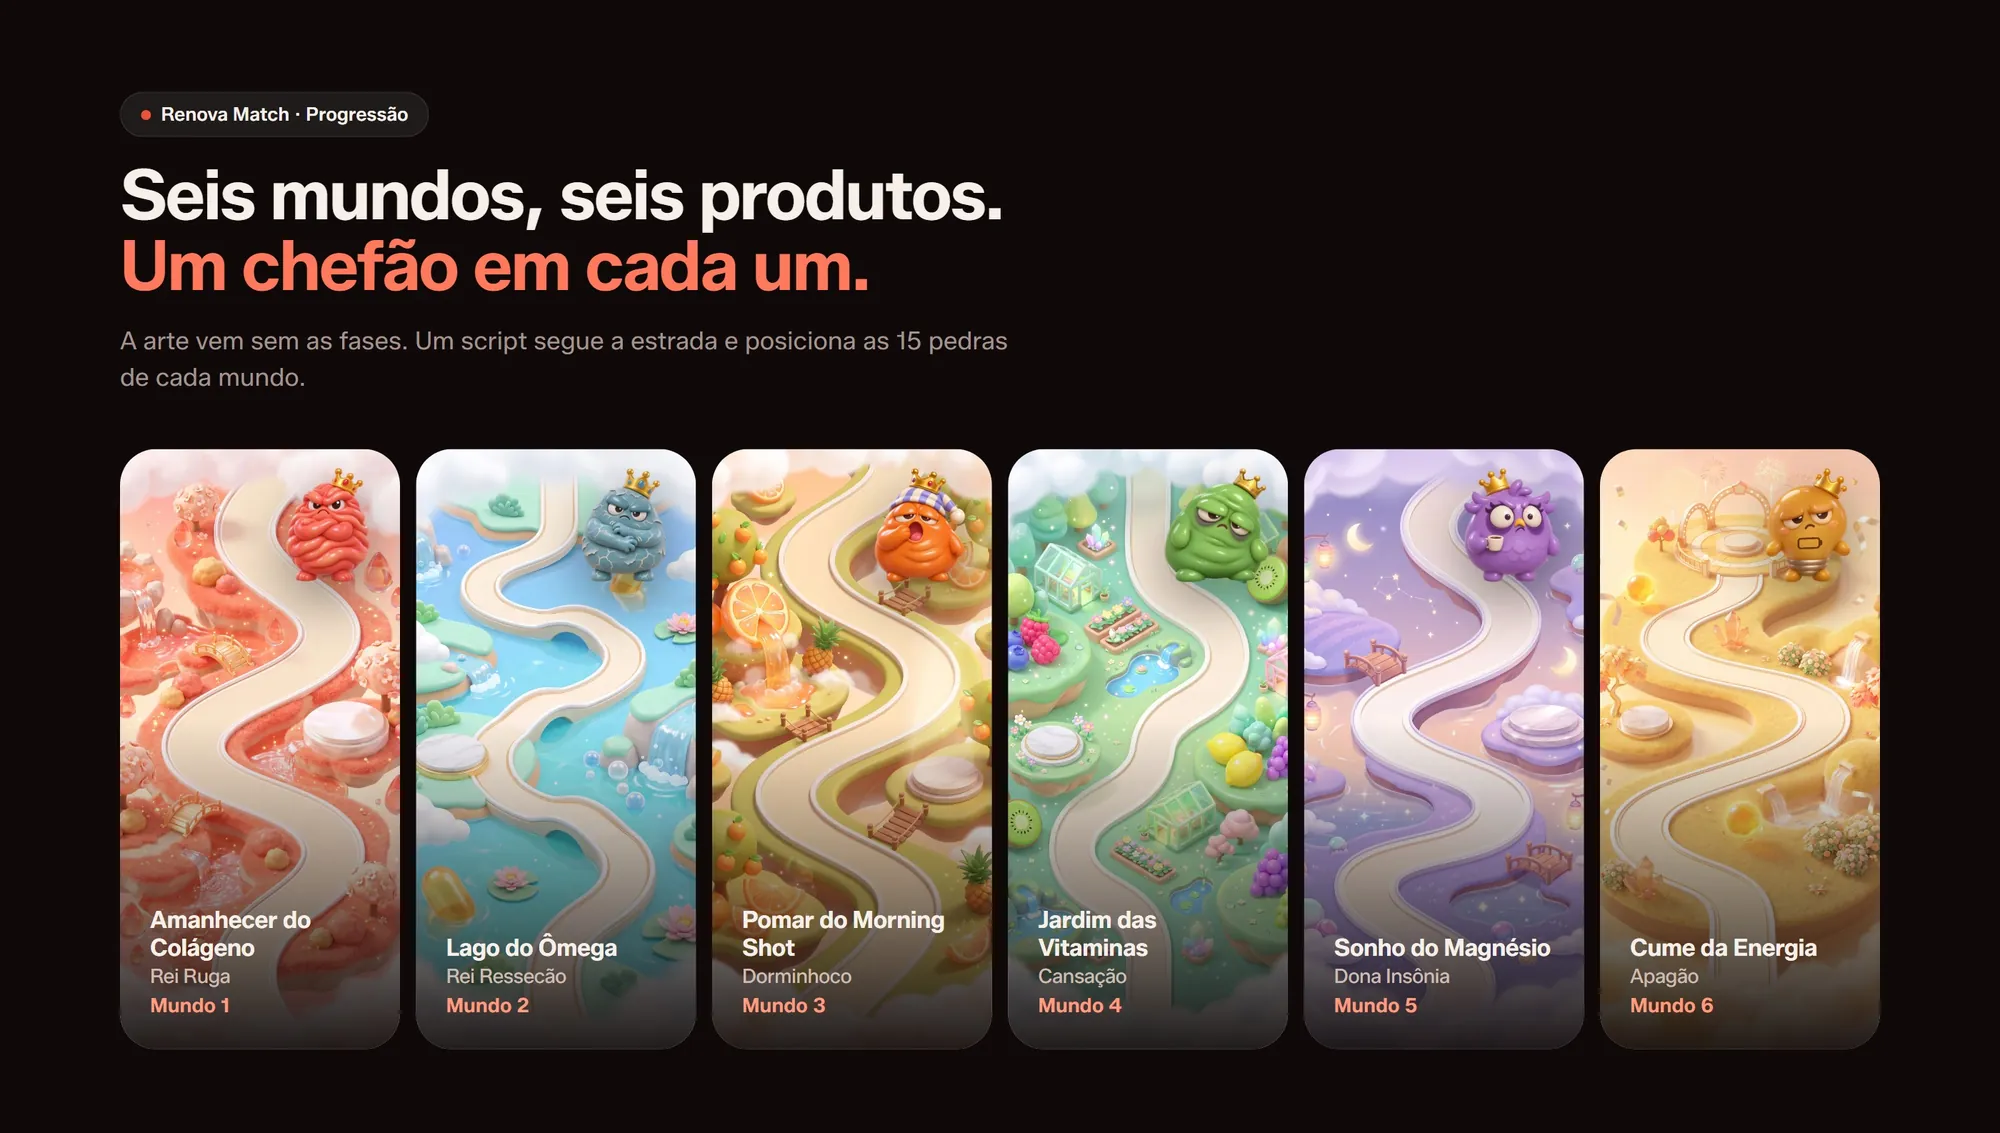 Renova Match · Progressão
Seis mundos, seis produtos.
Um chefão em cada um.
A arte vem sem as fases. Um script segue a estrada e posiciona as 15 pedras
de cada mundo.
Amanhecer do
Colágeno
Rei Ruga
Mundo 1
Lago do Ômega
Rei Ressecão
Mundo 2
Pomar do Morning
Shot
Dorminhoco
Mundo 3
Jardim das
Vitaminas
Cansação
Mundo 4
Sonho do Magnésio
Dona Insônia
Mundo 5
Cume da Energia
Apagão
Mundo 6